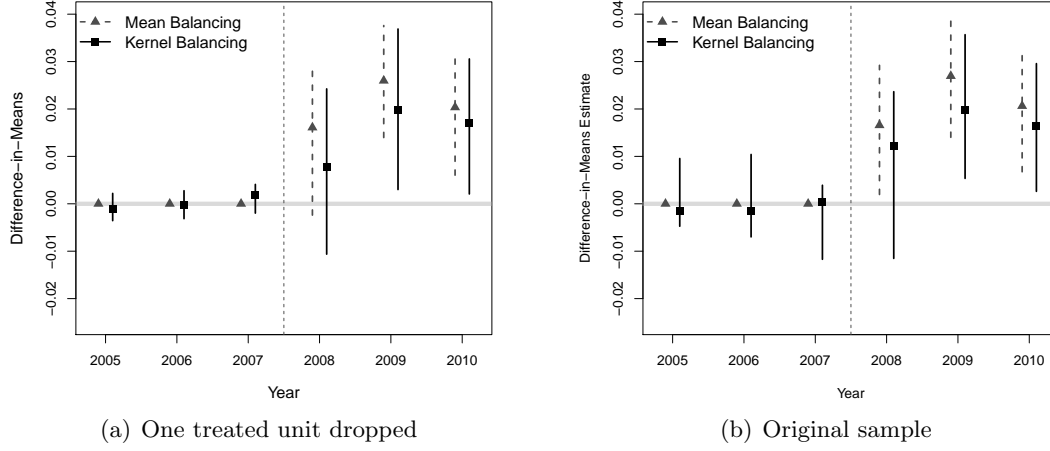 Mean Balancing
Kernel Balancing
Difference−in−Means
0.04
0.03
0.02
0.01
0.00
−0.01
−0.02
2005 2006 2007 2008 2009 2010
Year
(a) One treated unit dropped
Mean Balancing
Kernel Balancing
Difference−in−Means Estimate
0.04
0.03
0.02
0.01
0.00
−0.01
−0.02
2005 2006 2007 2008 2009 2010
Year
(b) Original sample